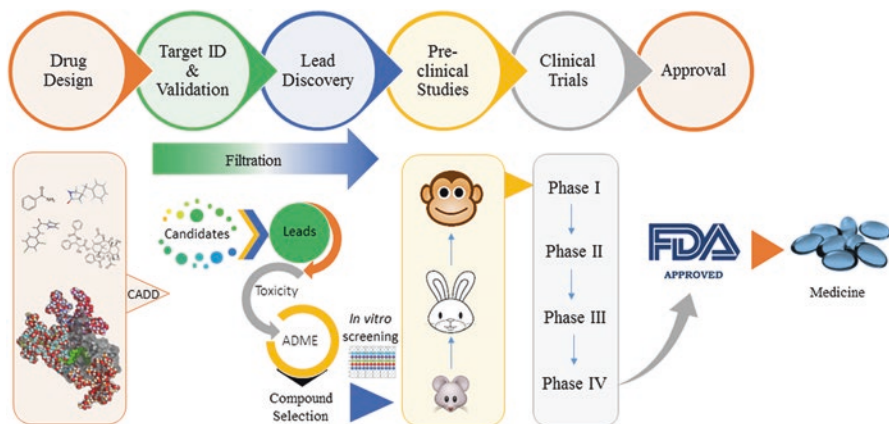 Drug
Design
Target ID
&
Validation
Lead
Discovery
Pre-
clinical
Studies
Clinical
Trials
Approval
Filtration
Candidates
Leads
Toxicity
ADME
In vitro
screening
Compound
Selection
CADD
Phase I
Phase II
Phase III
Phase IV
FDA
APPROVED
Medicine